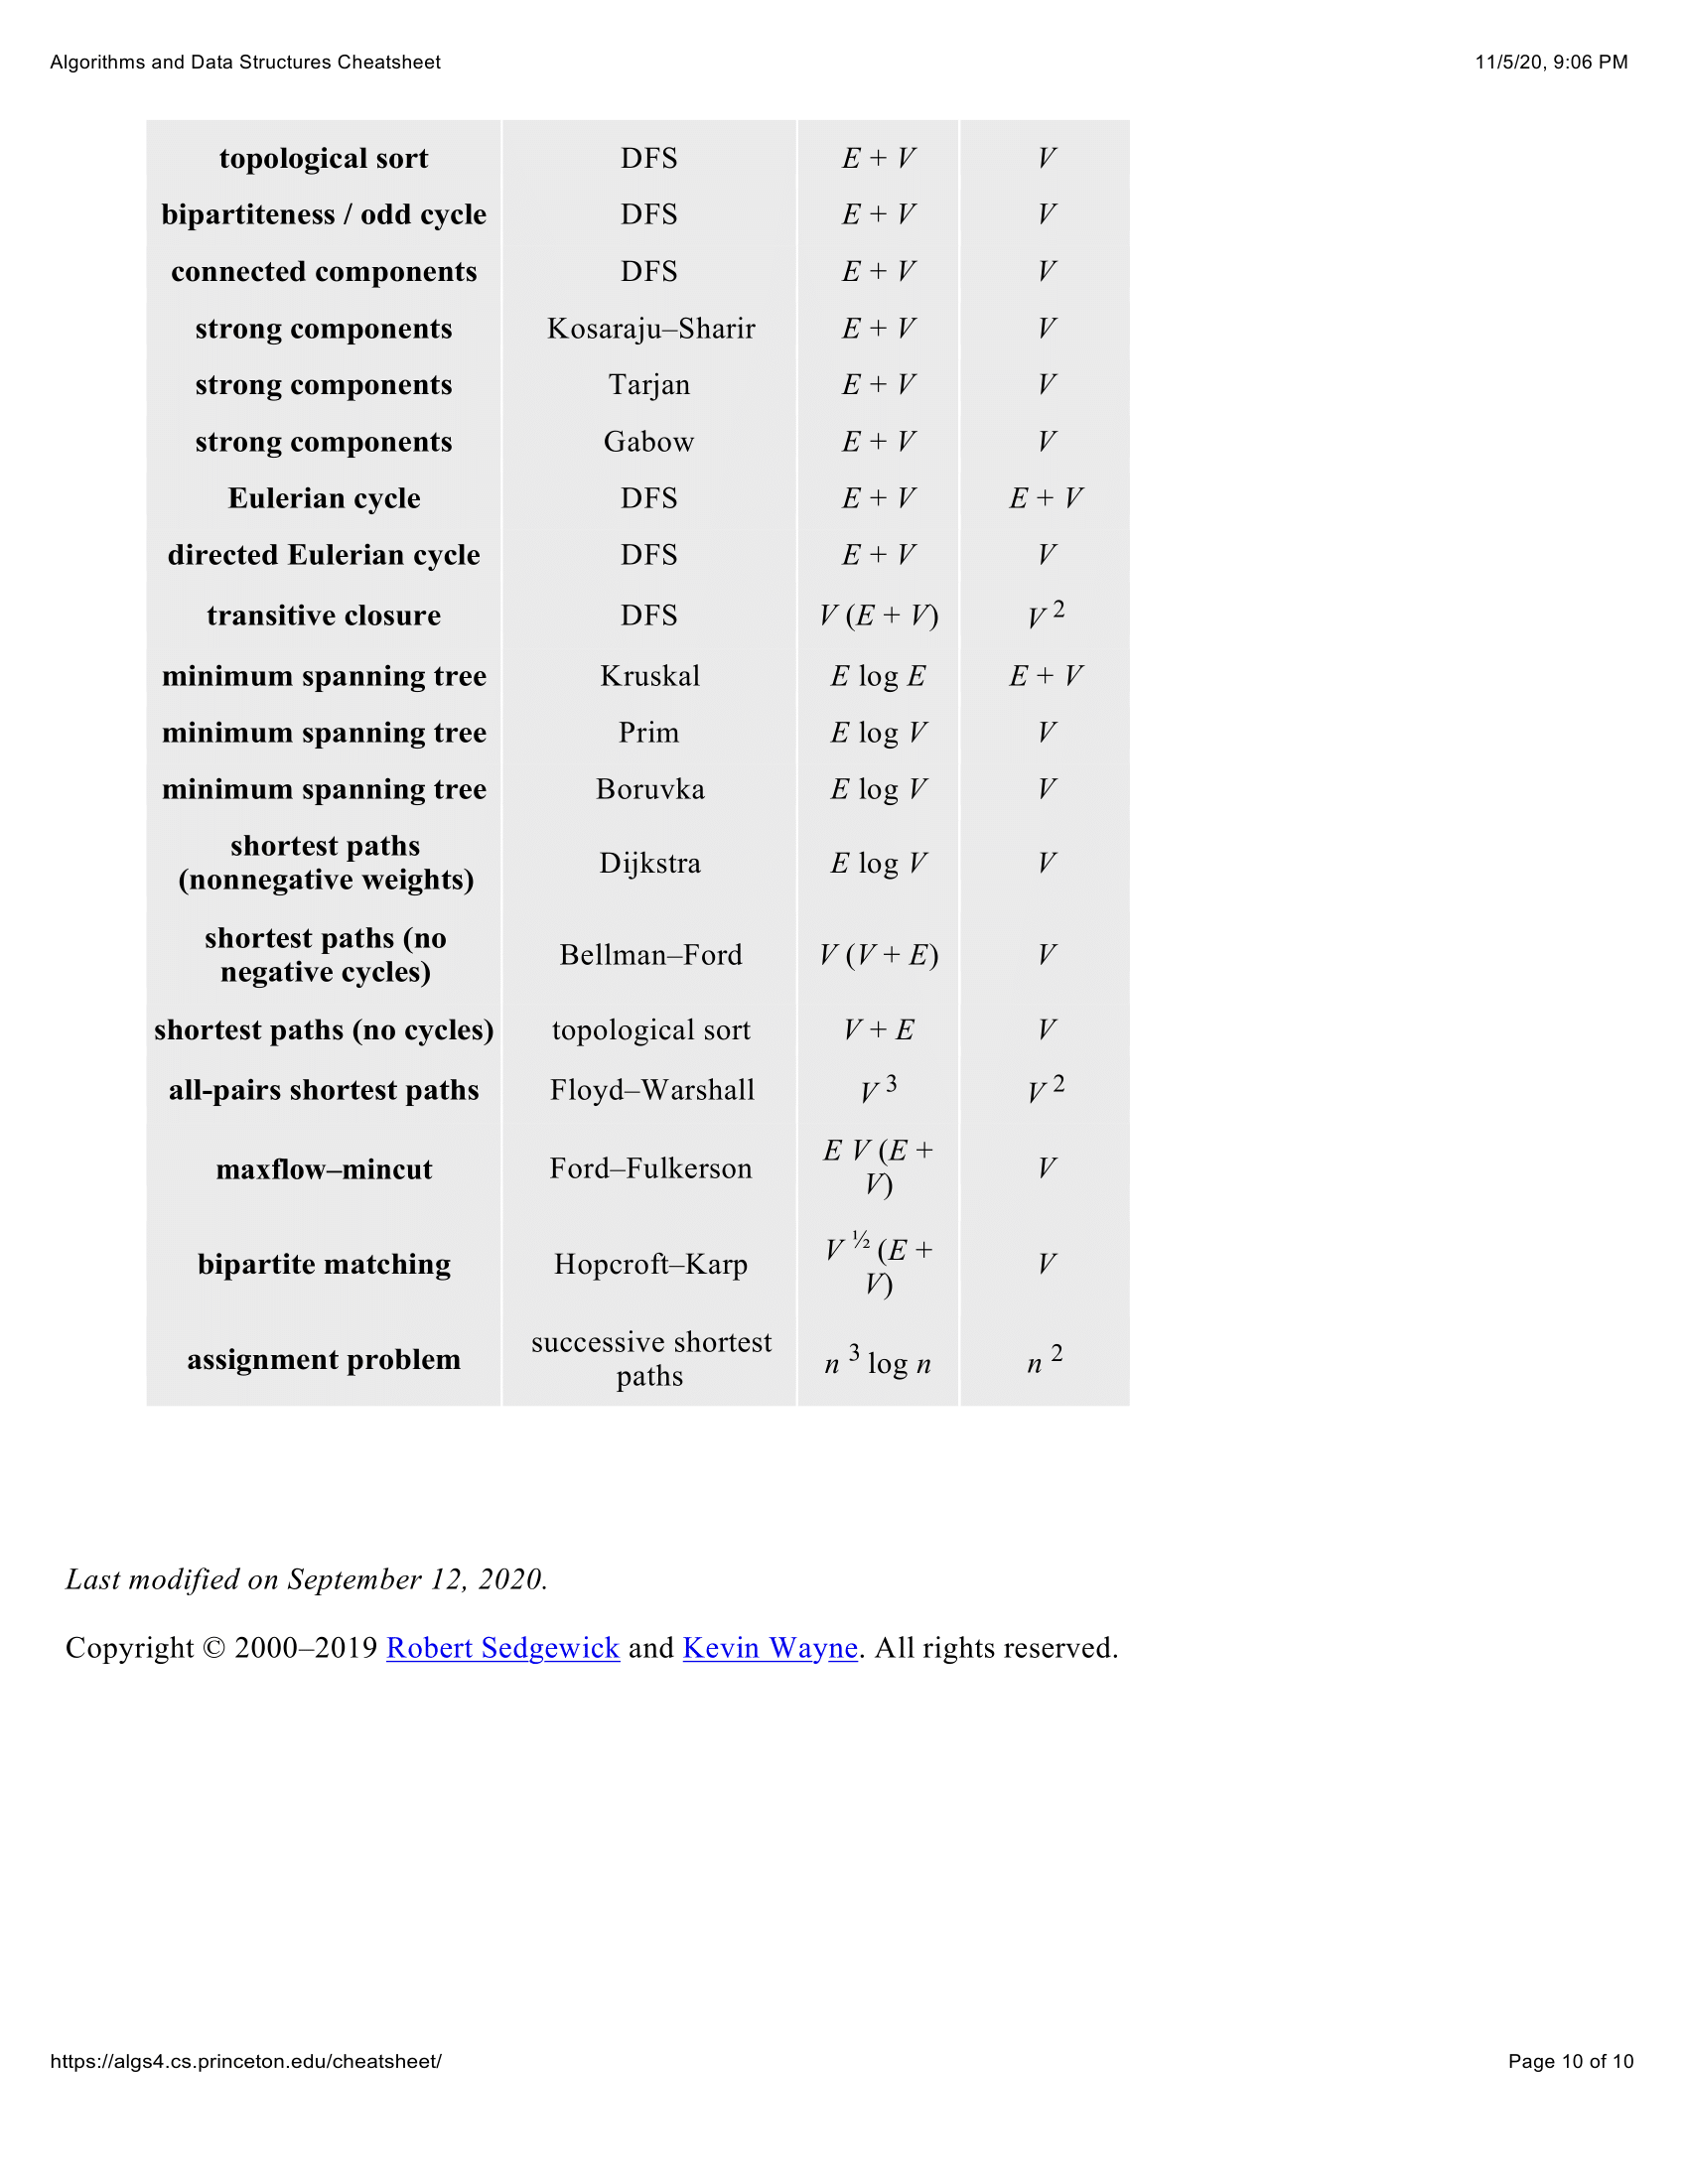 Algorithms and Data Structures Cheatsheet 11/5/20, 9:06 PM
topological sort DFS E + V V
bipartiteness / odd cycle DFS E + V V
connected components DFS E + V V
strong components Kosaraju–Sharir E + V V
strong components Tarjan E + V V
strong components Gabow E + V V
Eulerian cycle DFS E + V E + V
directed Eulerian cycle DFS E + V V
transitive closure DFS V (E + V) V ²
minimum spanning tree Kruskal E log E E + V
minimum spanning tree Prim E log V V
minimum spanning tree Boruvka E log V V
shortest paths
(nonnegative weights) Dijkstra E log V V
shortest paths (no
negative cycles) Bellman–Ford V (V + E) V
shortest paths (no cycles) topological sort V + E V
all-pairs shortest paths Floyd–Warshall V ³ V ²
maxflow–mincut Ford–Fulkerson E V (E +
V) V
bipartite matching Hopcroft–Karp V ½ (E +
V) V
assignment problem successive shortest
paths n ³ log n n ²
Last modified on September 12, 2020.
Copyright © 2000–2019 Robert Sedgewick and Kevin Wayne. All rights reserved.
https://algs4.cs.princeton.edu/cheatsheet/ Page 10 of 10